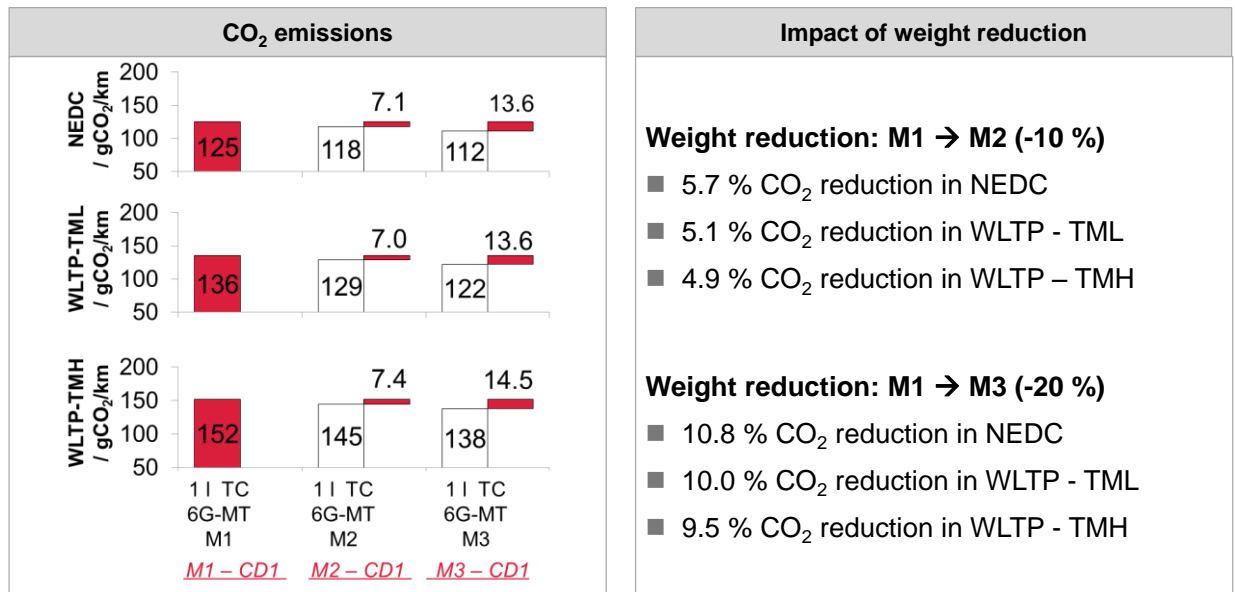 CO₂ emissions
NEDC
/ gCO₂/km
200
150
100
50
125
118
7.1
112
13.6
WLTP-TML
/ gCO₂/km
200
150
100
50
136
129
7.0
122
13.6
WLTP-TMH
/ gCO₂/km
200
150
100
50
152
145
7.4
138
14.5
1 l TC
6G-MT
M1
1 l TC
6G-MT
M2
1 l TC
6G-MT
M3
M1 – CD1
M2 – CD1
M3 – CD1
Impact of weight reduction
Weight reduction: M1 → M2 (-10 %)
■ 5.7 % CO₂ reduction in NEDC
■ 5.1 % CO₂ reduction in WLTP - TML
■ 4.9 % CO₂ reduction in WLTP – TMH
Weight reduction: M1 → M3 (-20 %)
■ 10.8 % CO₂ reduction in NEDC
■ 10.0 % CO₂ reduction in WLTP - TML
■ 9.5 % CO₂ reduction in WLTP - TMH